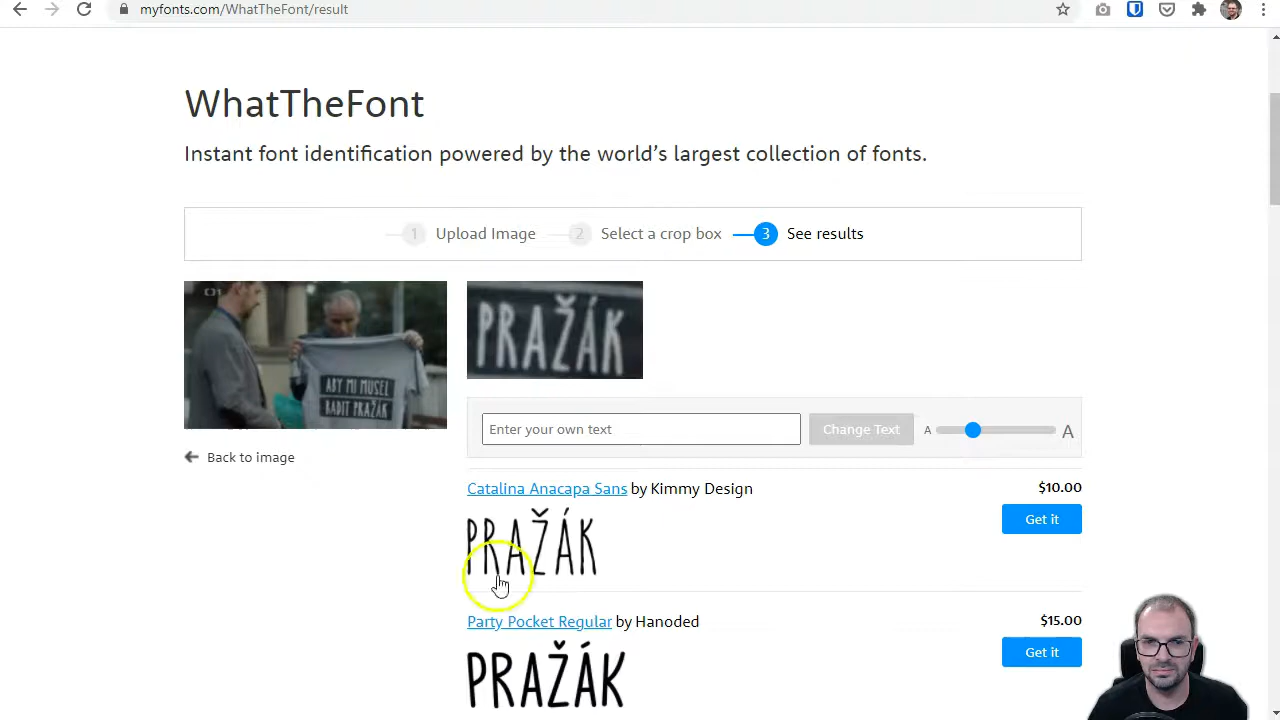 myfonts.com/WhatTheFont/result
WhatTheFont
Instant font identification powered by the world’s largest collection of fonts.
1 Upload Image 2 Select a crop box 3 See results
ABY MI MUSEL
RADIT PRAŽÁK
PRAŽÁK
Enter your own text Change Text A A
Back to image
Catalina Anacapa Sans by Kimmy Design $10.00
Get it
PRAŽÁK
Party Pocket Regular by Hanoded $15.00
Get it
PRAŽÁK